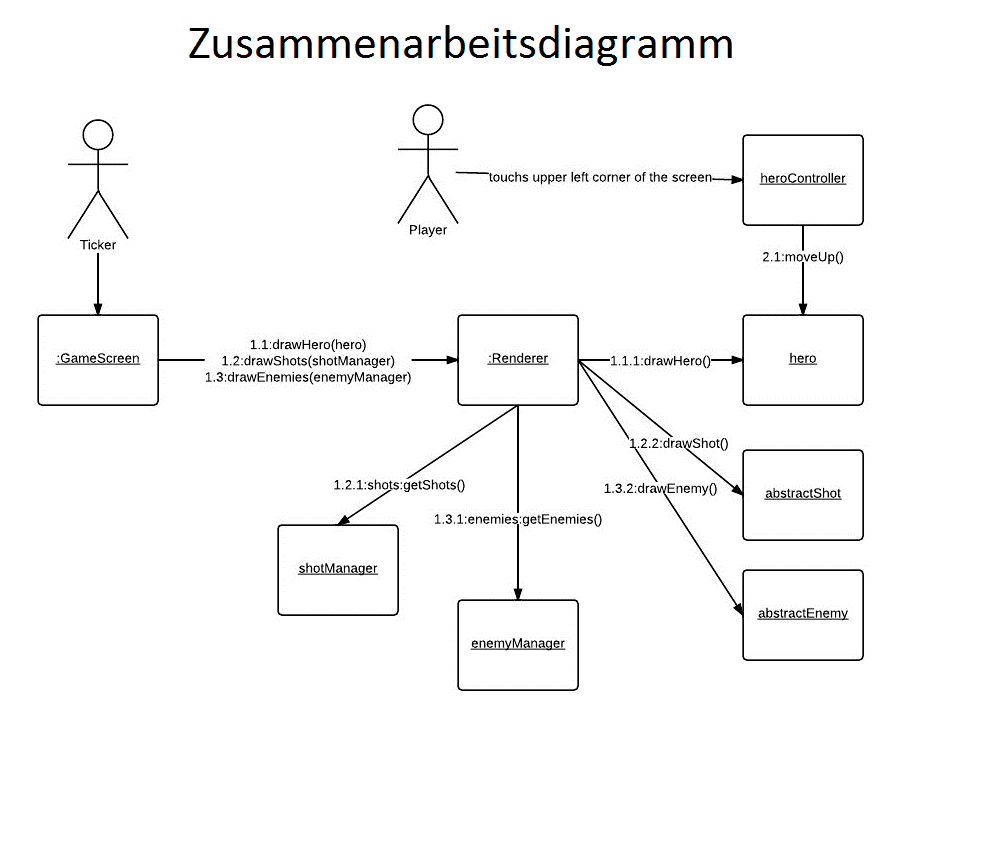 Zusammenarbeitsdiagramm
Ticker
Player
touchs upper left corner of the screen
heroController
2.1:moveUp()
:GameScreen
1.1:drawHero(hero)
1.2:drawShots(shotManager)
1.3:drawEnemies(enemyManager)
:Renderer
1.1.1:drawHero()
hero
1.2.2:drawShot()
1.3.2:drawEnemy()
abstractShot
1.2.1:shots:getShots()
1.3.1:enemies:getEnemies()
shotManager
enemyManager
abstractEnemy